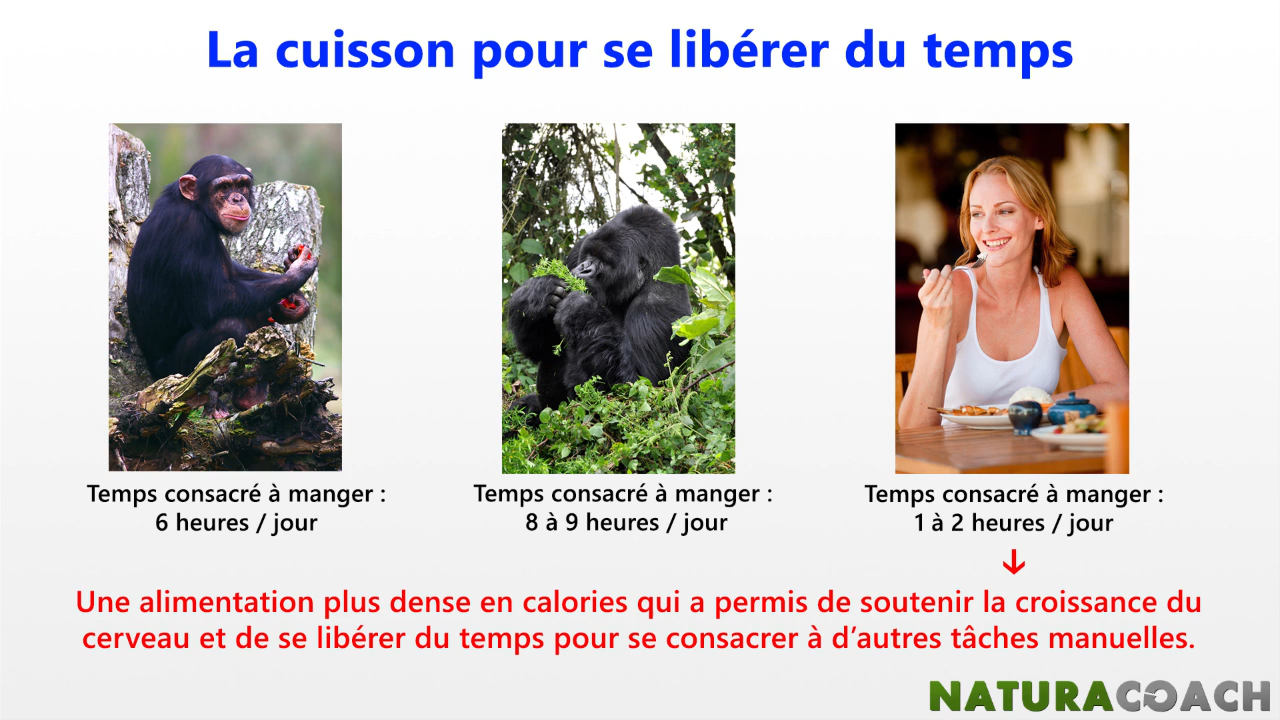 La cuisson pour se libérer du temps
Temps consacré à manger :
6 heures / jour
Temps consacré à manger :
8 à 9 heures / jour
Temps consacré à manger :
1 à 2 heures / jour
Une alimentation plus dense en calories qui a permis de soutenir la croissance du
cerveau et de se libérer du temps pour se consacrer à d’autres tâches manuelles.
NATURACOACH